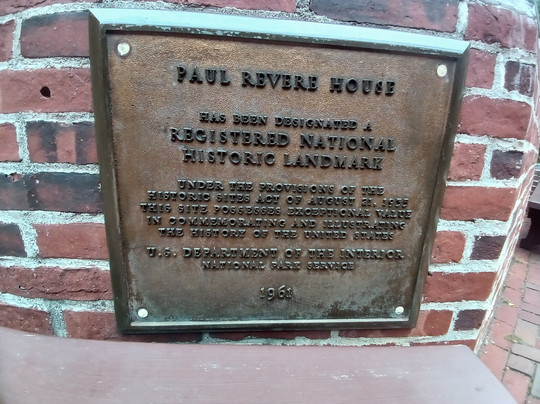 PAUL REVERE HOUSE
HAS BEEN DESIGNATED A
REGISTERED NATIONAL
HISTORIC LANDMARK
UNDER THE PROVISIONS OF THE
HISTORIC SITES ACT OF AUGUST 21, 1935
THIS SITE POSSESSES EXCEPTIONAL VALUE
IN COMMEMORATING AND ILLUSTRATING
THE HISTORY OF THE UNITED STATES
U.S. DEPARTMENT OF THE INTERIOR
NATIONAL PARK SERVICE
1961